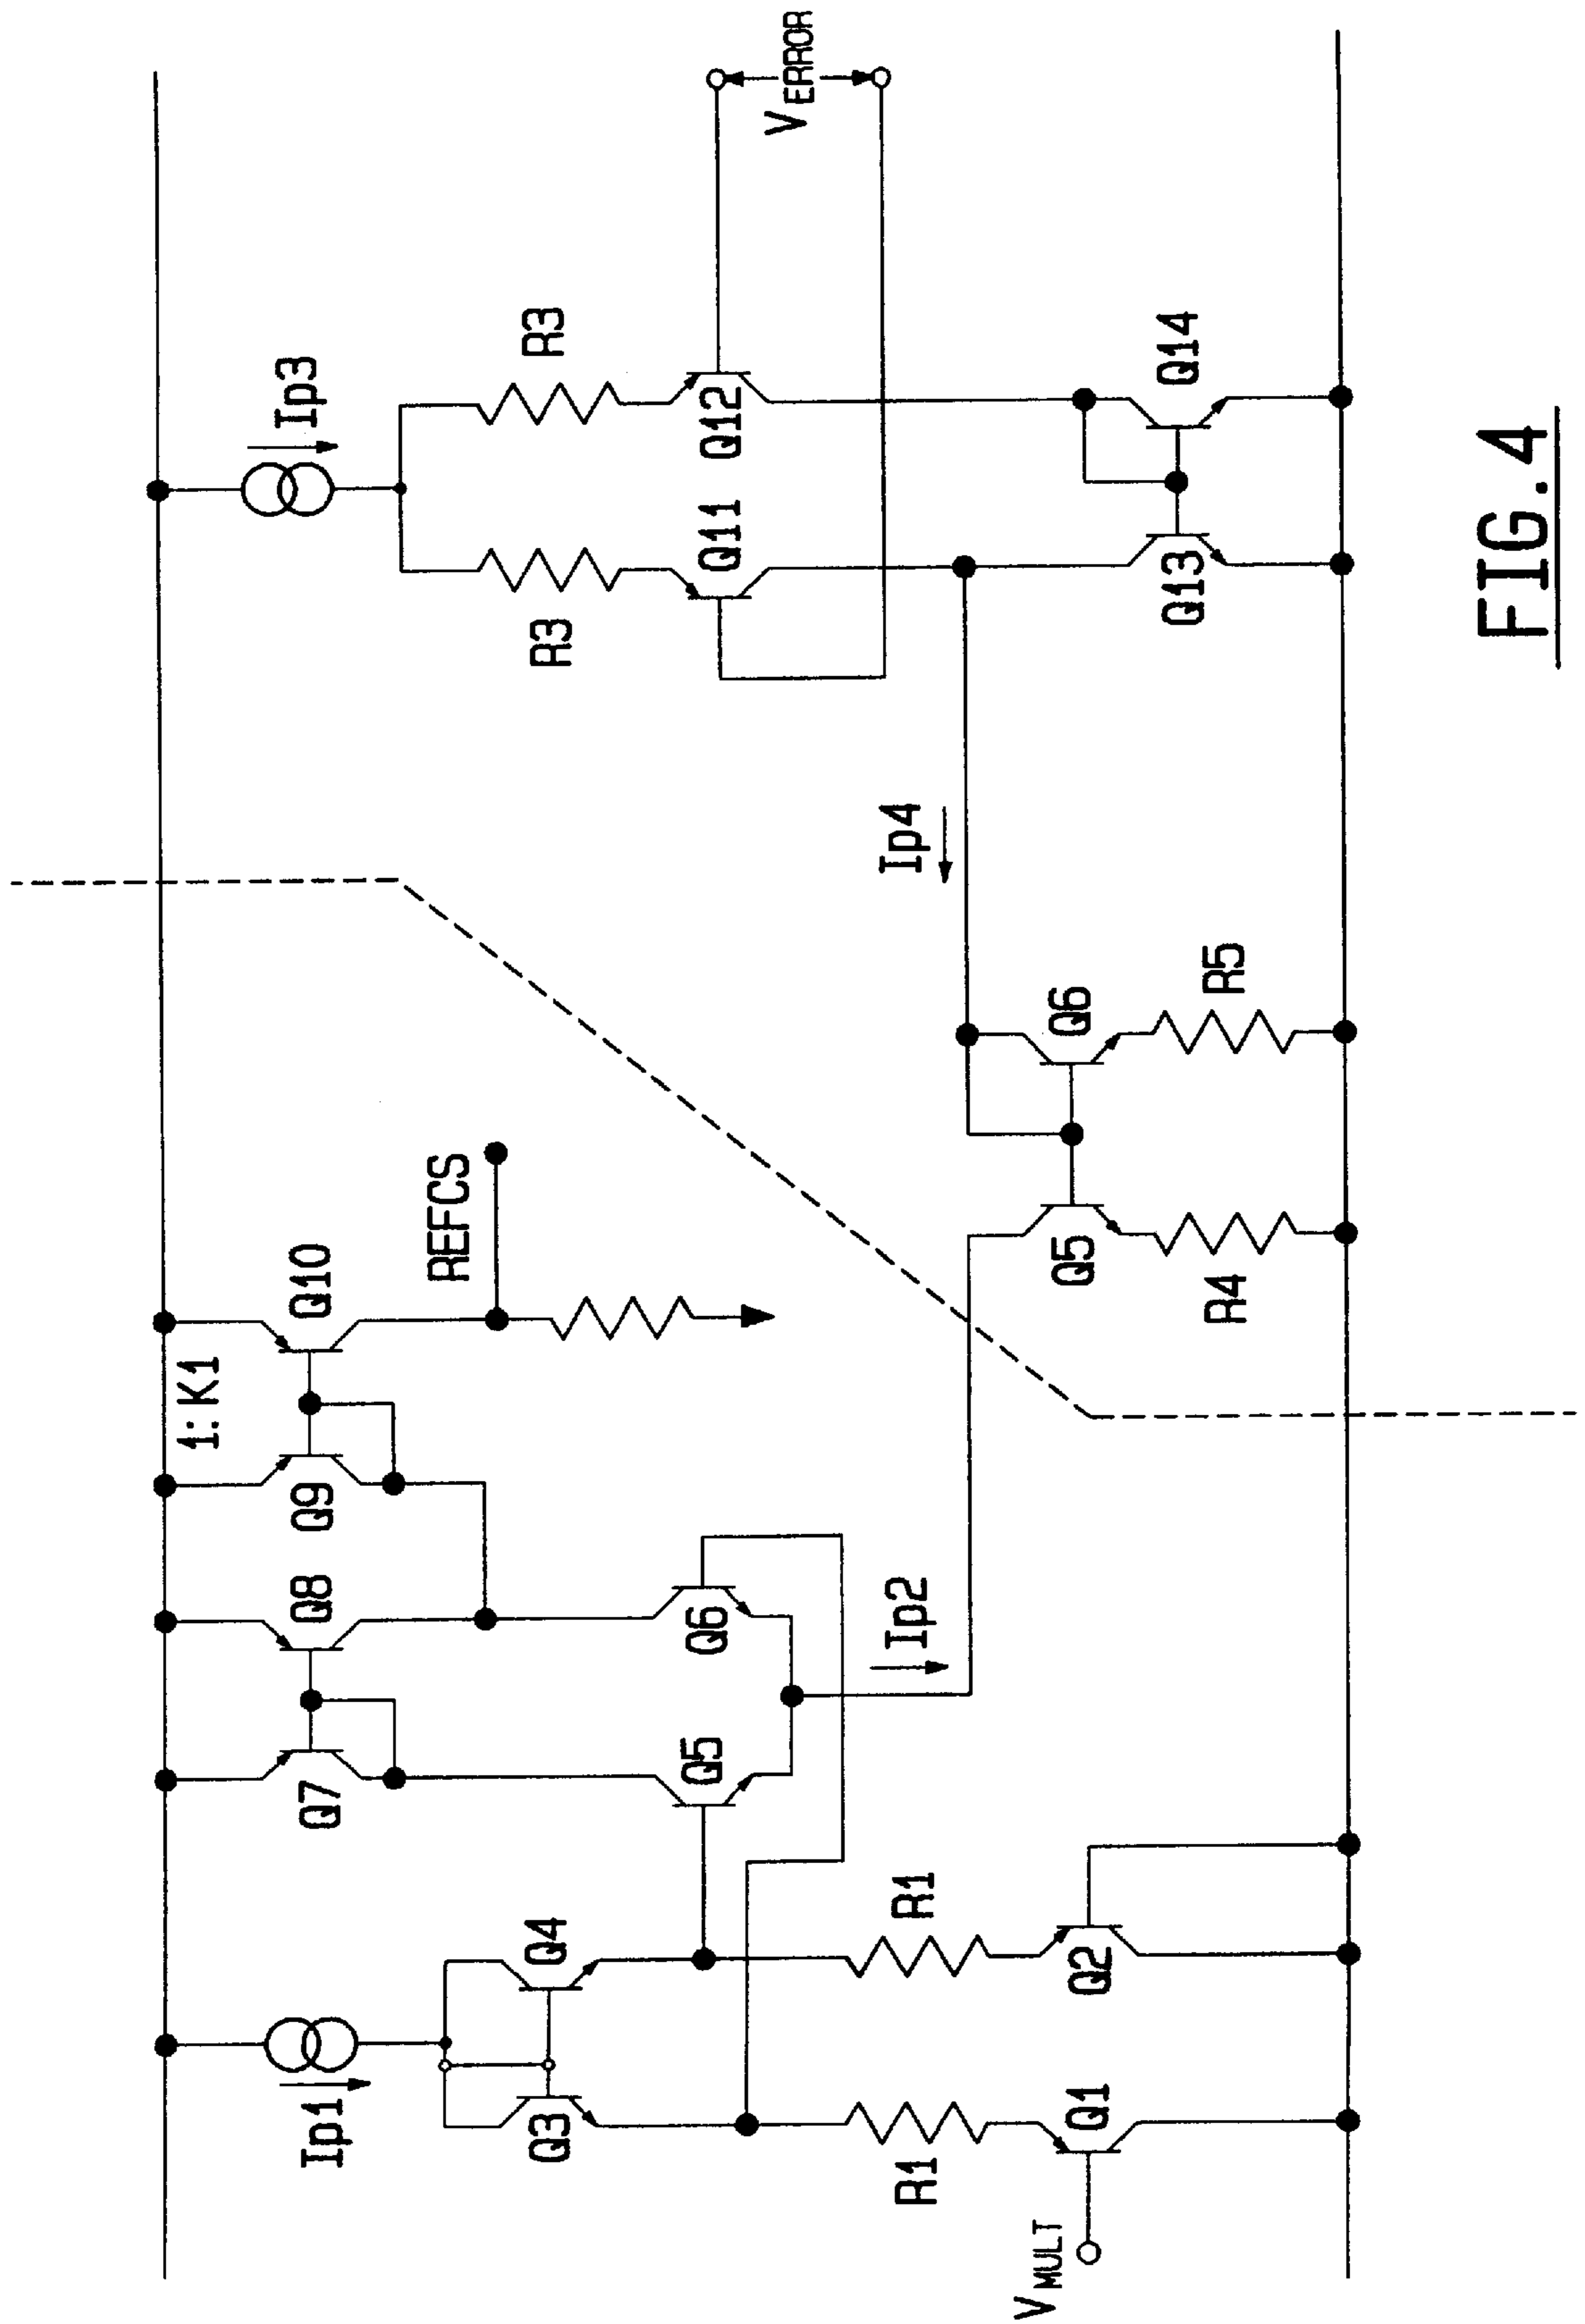 Ip1
Q3
Q4
R1
R1
VMULT
Q1
Q2
Q7
Q8
Q9
1:K1
Q10
REFCS
Q5
Q6
Ip2
Ip4
Q5
Q6
R4
R5
Ip3
R3
R3
Q11
Q12
VERROR
Q13
Q14
FIG.4